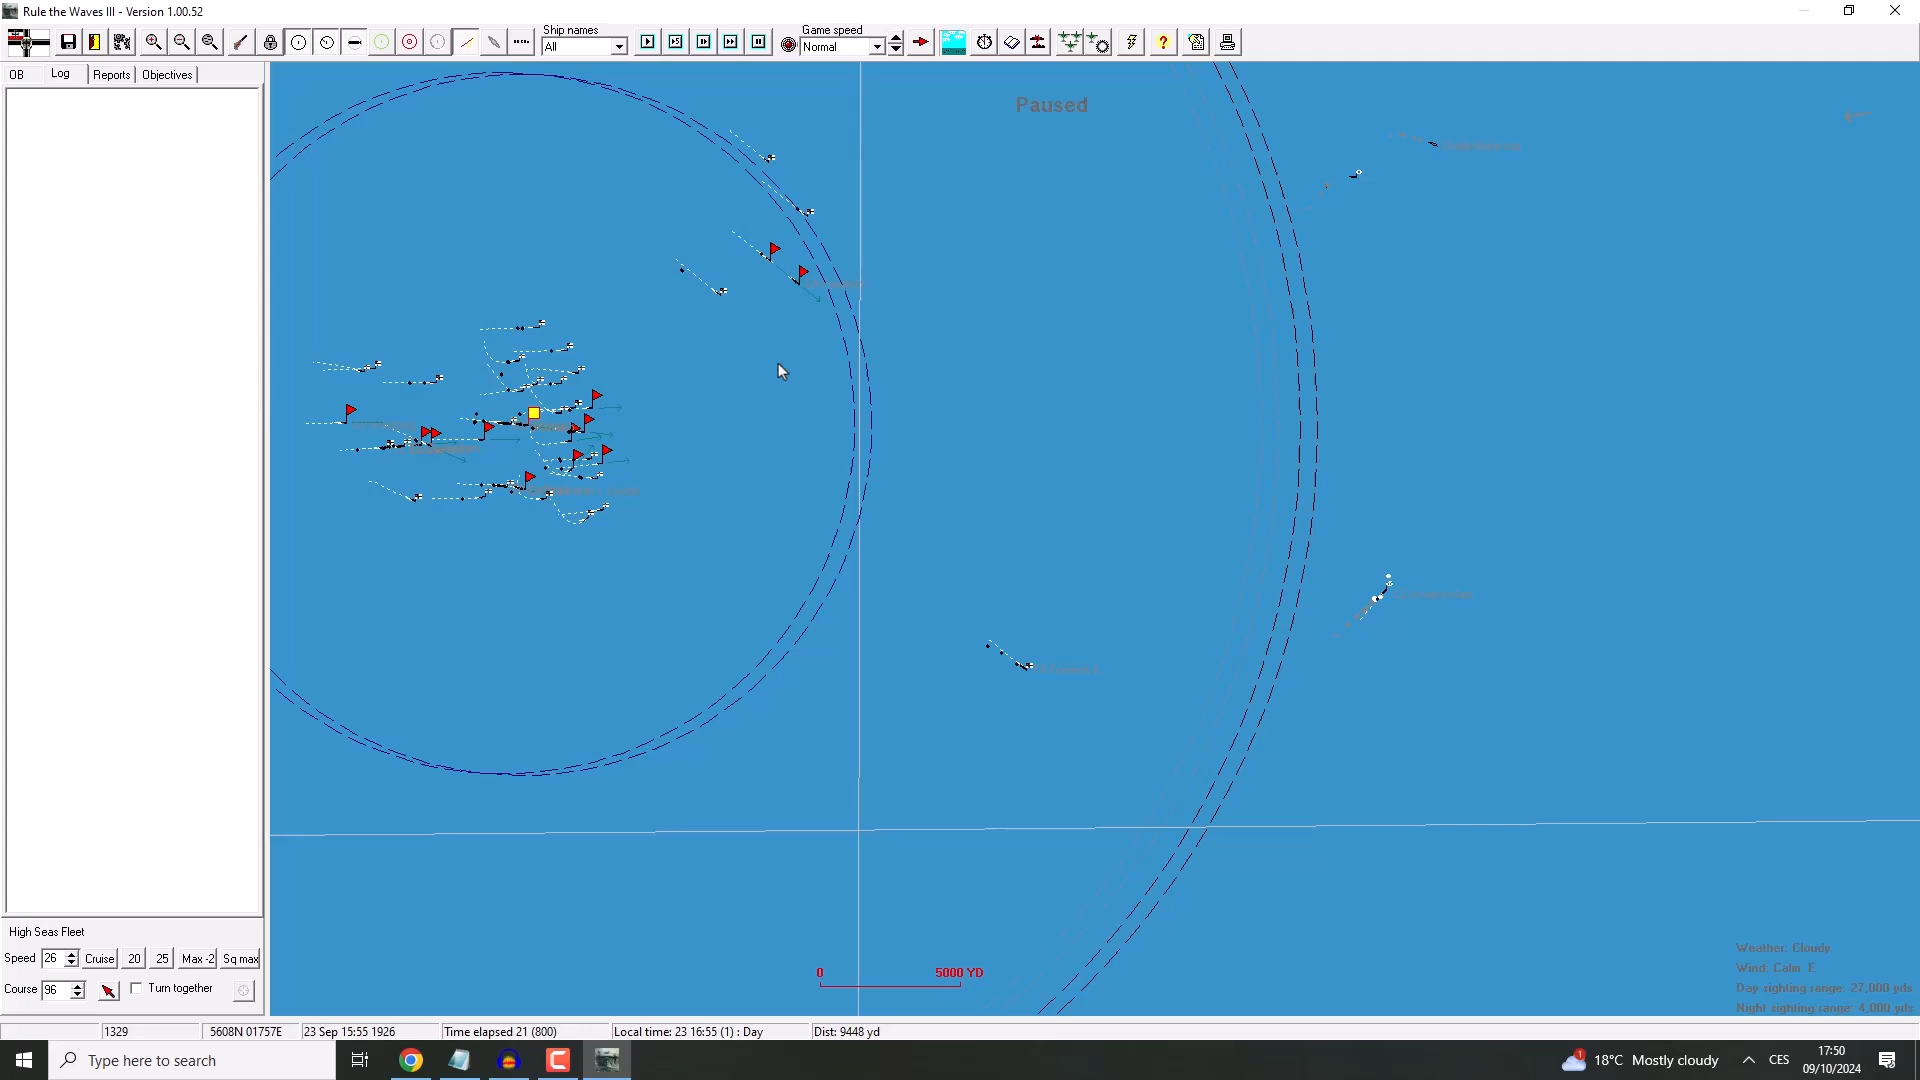 Rule the Waves III - Version 1.00.52
Ship names
All
Game speed
Normal
OB
Log
Reports
Objectives
Paused
High Seas Fleet
Speed 26 Cruise 20 25 Max -2 Sq max
Course 96 Turn together
0 5000 YD
Weather: Cloudy
Wind: Calm E
Day sighting range: 27,000 yds
Night sighting range: 4,000 yds
1329
5608N 01757E
23 Sep 15:55 1926
Time elapsed 21 (800)
Local time: 23 16:55 (1) : Day
Dist: 9448 yd
Type here to search
1
18°C Mostly cloudy
CES
17:50
09/10/2024